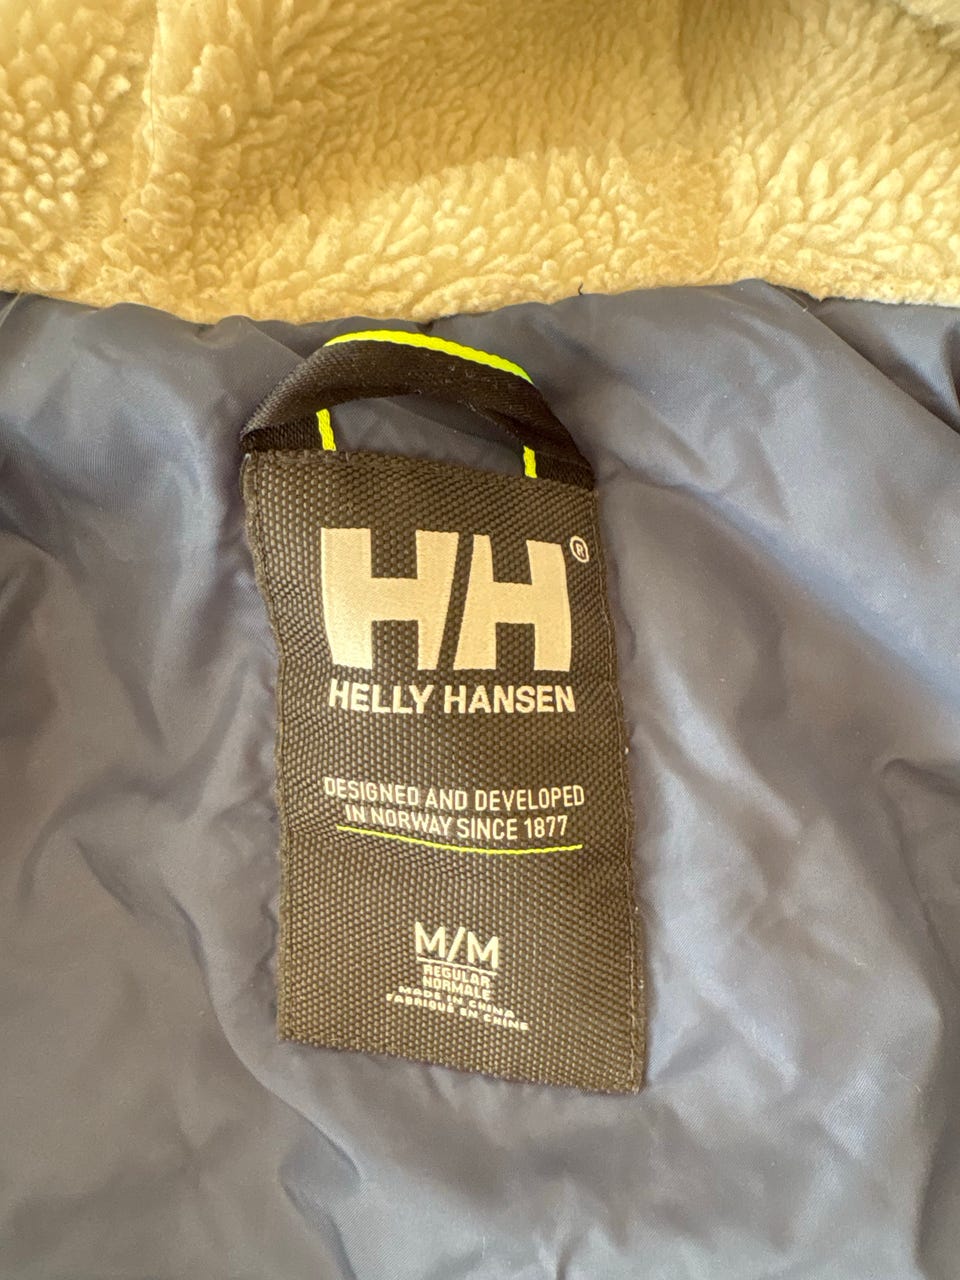 HH®
HELLY HANSEN
DESIGNED AND DEVELOPED
IN NORWAY SINCE 1877
M/M
REGULAR
NORMALE
MADE IN CHINA
FABRIQUÉ EN CHINE